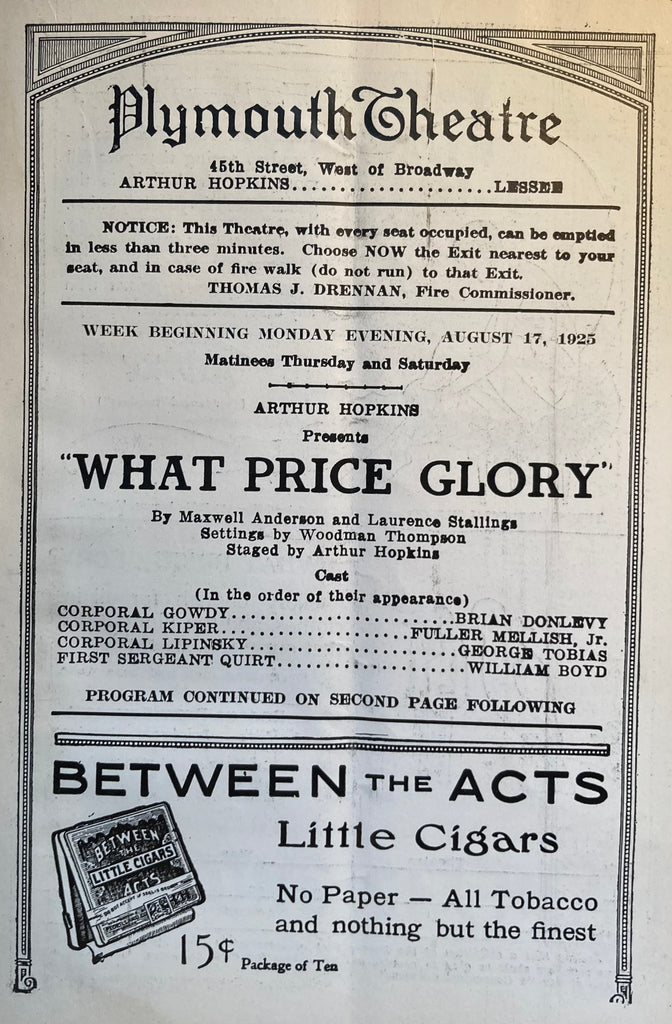 Plymouth Theatre
45th Street, West of Broadway
ARTHUR HOPKINS......................LESSEE
NOTICE: This Theatre, with every seat occupied, can be emptied
in less than three minutes. Choose NOW the Exit nearest to your
seat, and in case of fire walk (do not run) to that Exit.
THOMAS J. DRENNAN, Fire Commissioner.
WEEK BEGINNING MONDAY EVENING, AUGUST 17, 1925
Matinees Thursday and Saturday
ARTHUR HOPKINS
Presents
"WHAT PRICE GLORY"
By Maxwell Anderson and Laurence Stallings
Settings by Woodman Thompson
Staged by Arthur Hopkins
Cast
(In the order of their appearance)
CORPORAL GOWDY........................BRIAN DONLEVY
CORPORAL KIPER....................FULLER MELLISH, Jr.
CORPORAL LIPINSKY......................GEORGE TOBIAS
FIRST SERGEANT QUIRT....................WILLIAM BOYD
PROGRAM CONTINUED ON SECOND PAGE FOLLOWING
BETWEEN THE ACTS
Little Cigars
BETWEEN
THE
LITTLE CIGARS
ACTS
No Paper — All Tobacco
and nothing but the finest
15¢ Package of Ten